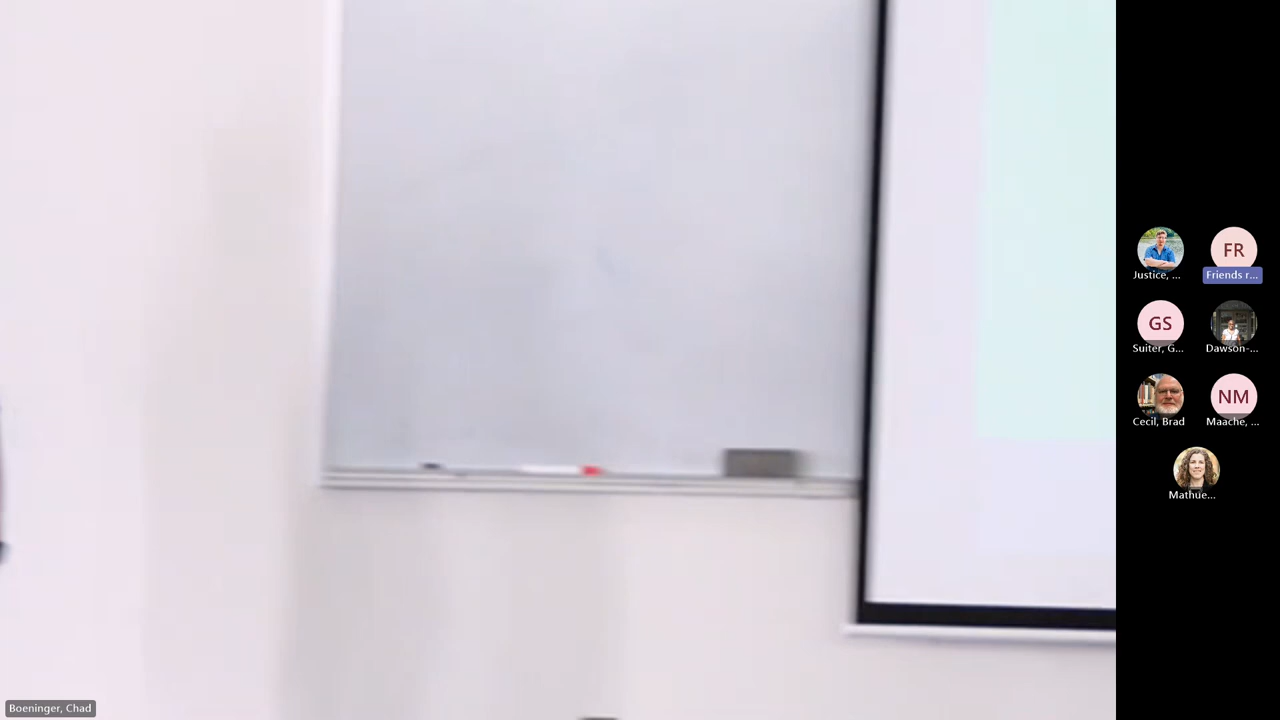 Justice, ...
FR
Friends r...
GS
Suiter, G...
Dawson-...
Cecil, Brad
NM
Maache, ...
Mathue...
Boeninger, Chad